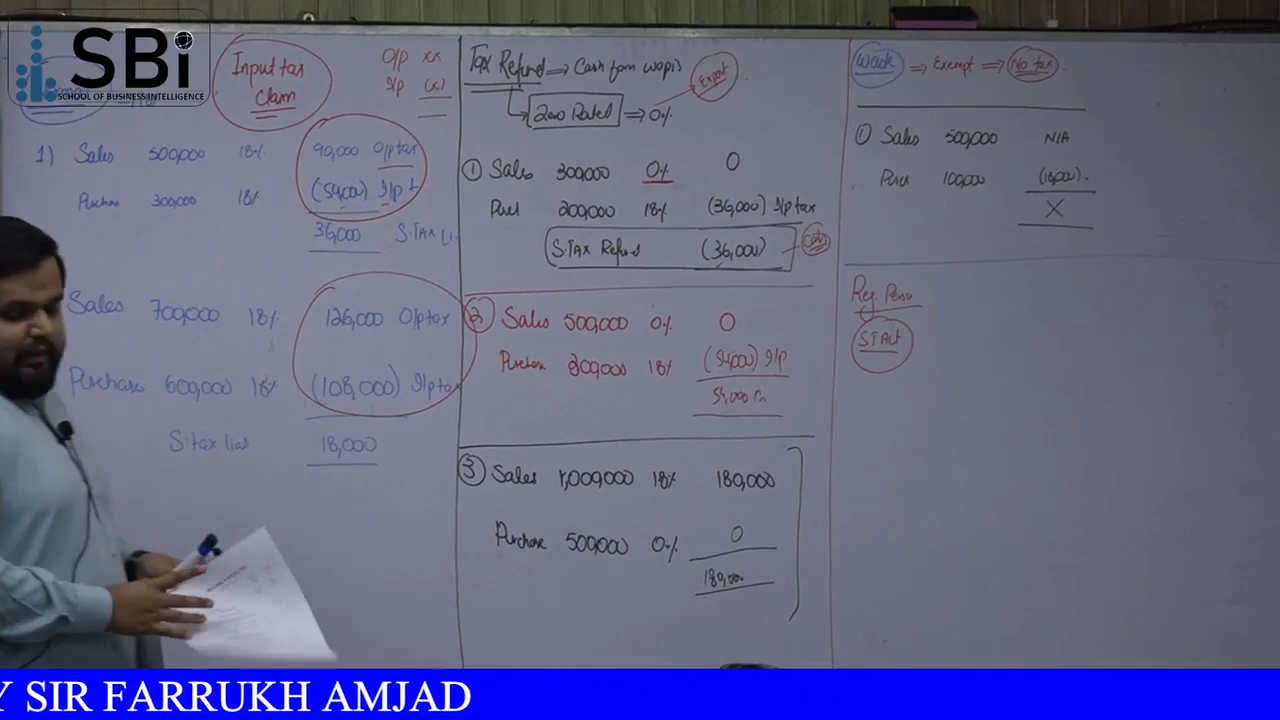 SBi
SCHOOL OF BUSINESS INTELLIGENCE
Input tax
claim
O/p xx
I/p (x)
1) Sales 500,000 18% 90,000 O/p tax
Purchase 300,000 18% (54,000) I/p t
36,000 S.TAX Li
Sales 700,000 18% 126,000 O/p tax
Purchase 600,000 18% (108,000) I/p tax
S.tax liab 18,000
Tax Refund ⇒ Cash from wapis
Export
Zero Rated ⇒ 0%
① Sales 300,000 0% 0
Purl 200,000 18% (36,000) I/p tax
S.TAX Refund (36,000) Cash
② Sales 500,000 0% 0
Purchase 300,000 18% (54,000) I/p
54,000 R
③ Sales 1,000,000 18% 180,000
Purchase 500,000 0% 0
180,000
⇒ Exempt ⇒ No tax
① Sales 500,000 N/A
Purl 100,000 (18,000)
X
Reg. Person
STAct
Y SIR FARRUKH AMJAD